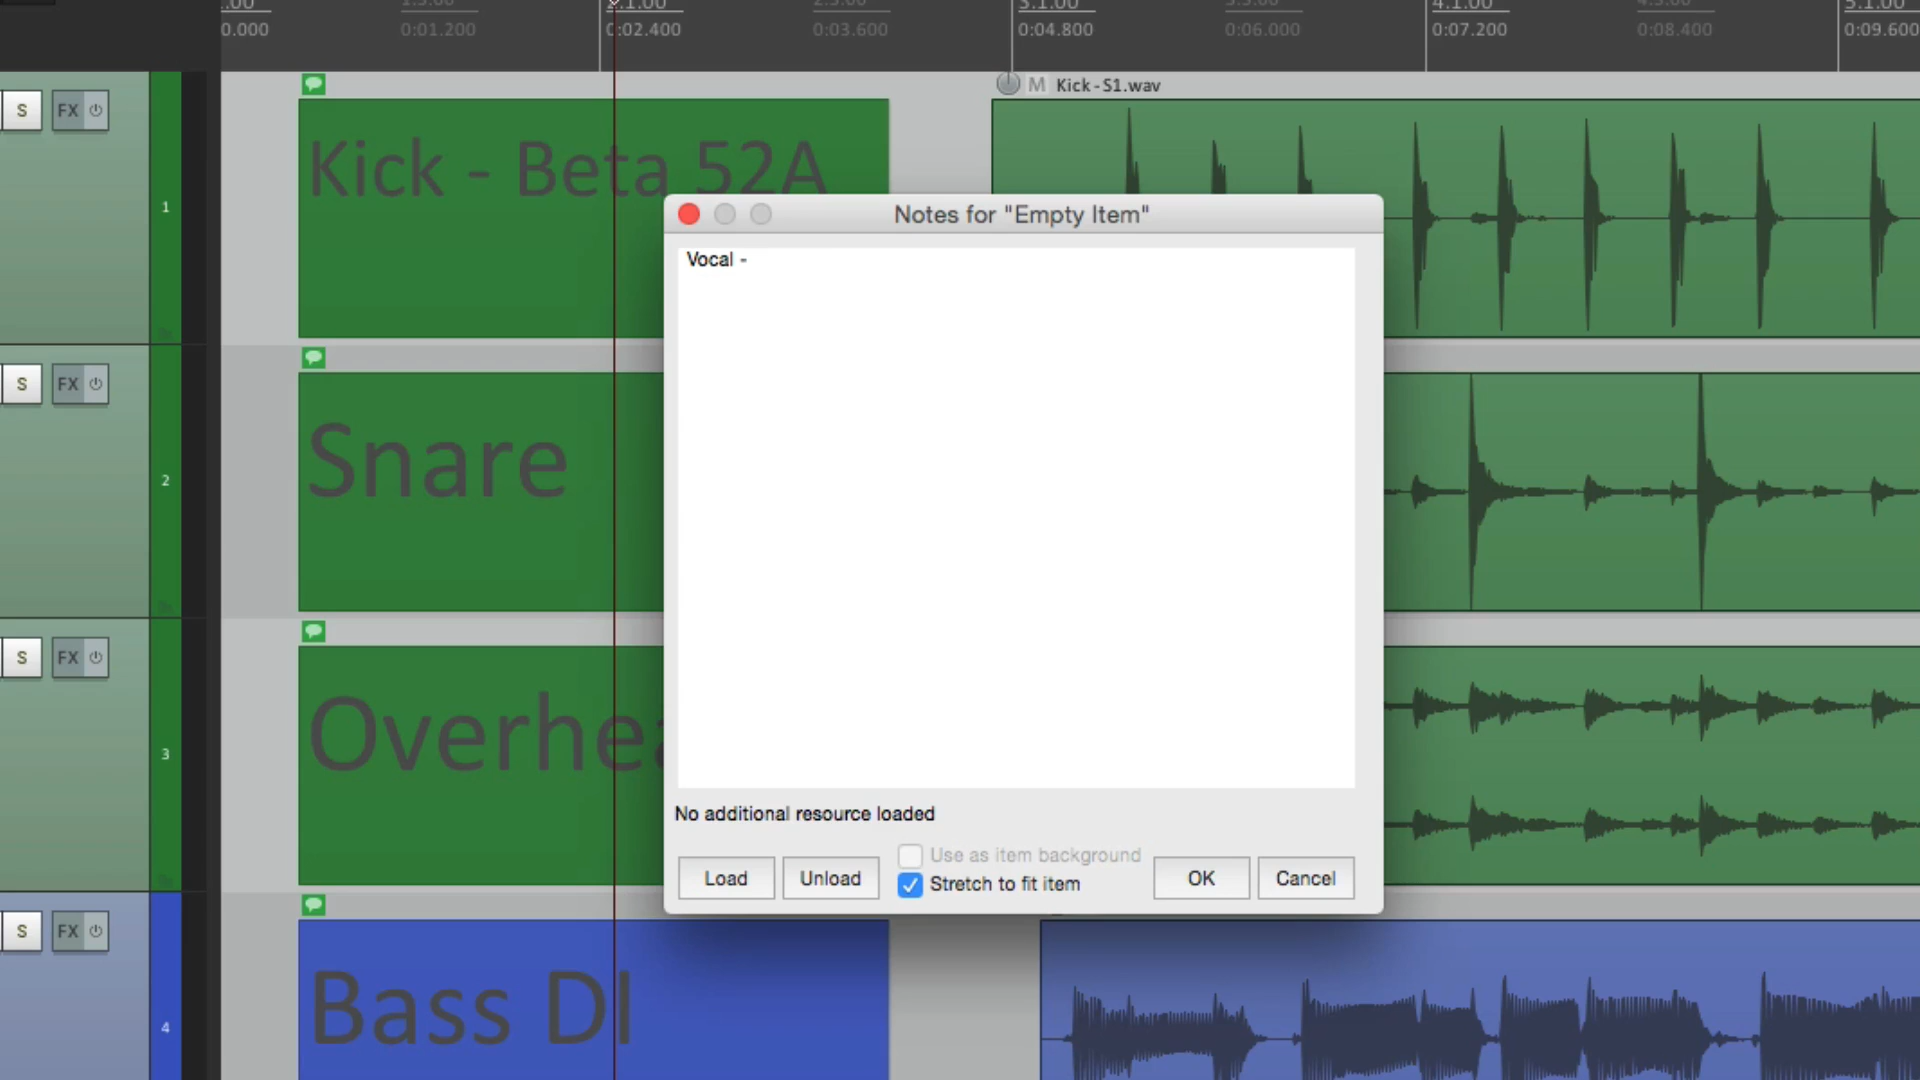 0.000 0:01.200 0:02.400 0:03.600 0:04.800 0:06.000 0:07.200 0:08.400 0:09.600
S FX
M Kick - S1.wav
Kick - Beta 52A
1
Notes for "Empty Item"
Vocal -
S FX
Snare
2
S FX
Overhea
3
No additional resource loaded
Use as item background
Load Unload Stretch to fit item OK Cancel
S FX
Bass DI
4